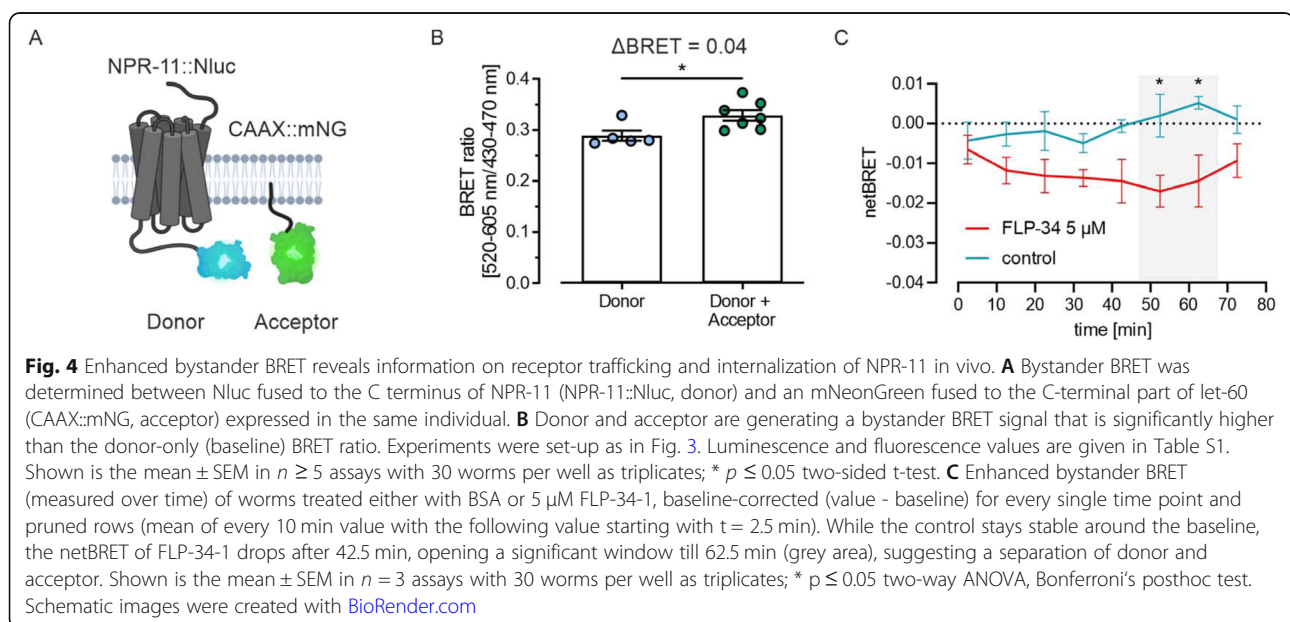 A
NPR-11::Nluc
CAAX::mNG
Donor
Acceptor
B
ΔBRET = 0.04
*
BRET ratio
[520-605 nm/430-470 nm]
0.4
0.3
0.2
0.1
0.0
Donor
Donor +
Acceptor
C
netBRET
0.01
0.00
-0.01
-0.02
-0.03
-0.04
* *
FLP-34 5 µM
control
0 10 20 30 40 50 60 70 80
time [min]
Fig. 4 Enhanced bystander BRET reveals information on receptor trafficking and internalization of NPR-11 in vivo. A Bystander BRET was
determined between Nluc fused to the C terminus of NPR-11 (NPR-11::Nluc, donor) and an mNeonGreen fused to the C-terminal part of let-60
(CAAX::mNG, acceptor) expressed in the same individual. B Donor and acceptor are generating a bystander BRET signal that is significantly higher
than the donor-only (baseline) BRET ratio. Experiments were set-up as in Fig. 3. Luminescence and fluorescence values are given in Table S1.
Shown is the mean ± SEM in n ≥ 5 assays with 30 worms per well as triplicates; * p ≤ 0.05 two-sided t-test. C Enhanced bystander BRET
(measured over time) of worms treated either with BSA or 5 µM FLP-34-1, baseline-corrected (value - baseline) for every single time point and
pruned rows (mean of every 10 min value with the following value starting with t = 2.5 min). While the control stays stable around the baseline,
the netBRET of FLP-34-1 drops after 42.5 min, opening a significant window till 62.5 min (grey area), suggesting a separation of donor and
acceptor. Shown is the mean ± SEM in n = 3 assays with 30 worms per well as triplicates; * p ≤ 0.05 two-way ANOVA, Bonferroni's posthoc test.
Schematic images were created with BioRender.com